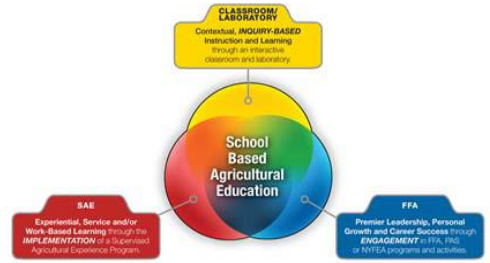 CLASSROOM/
LABORATORY
Contextual, INQUIRY-BASED
Instruction and Learning
through an interactive
classroom and laboratory.
School
Based
Agricultural
Education
SAE
Experiential, Service and/or
Work-Based Learning through the
IMPLEMENTATION of a Supervised
Agricultural Experience Program.
FFA
Premier Leadership, Personal
Growth and Career Success through
ENGAGEMENT in FFA, PAS
or NYFEA programs and activities.